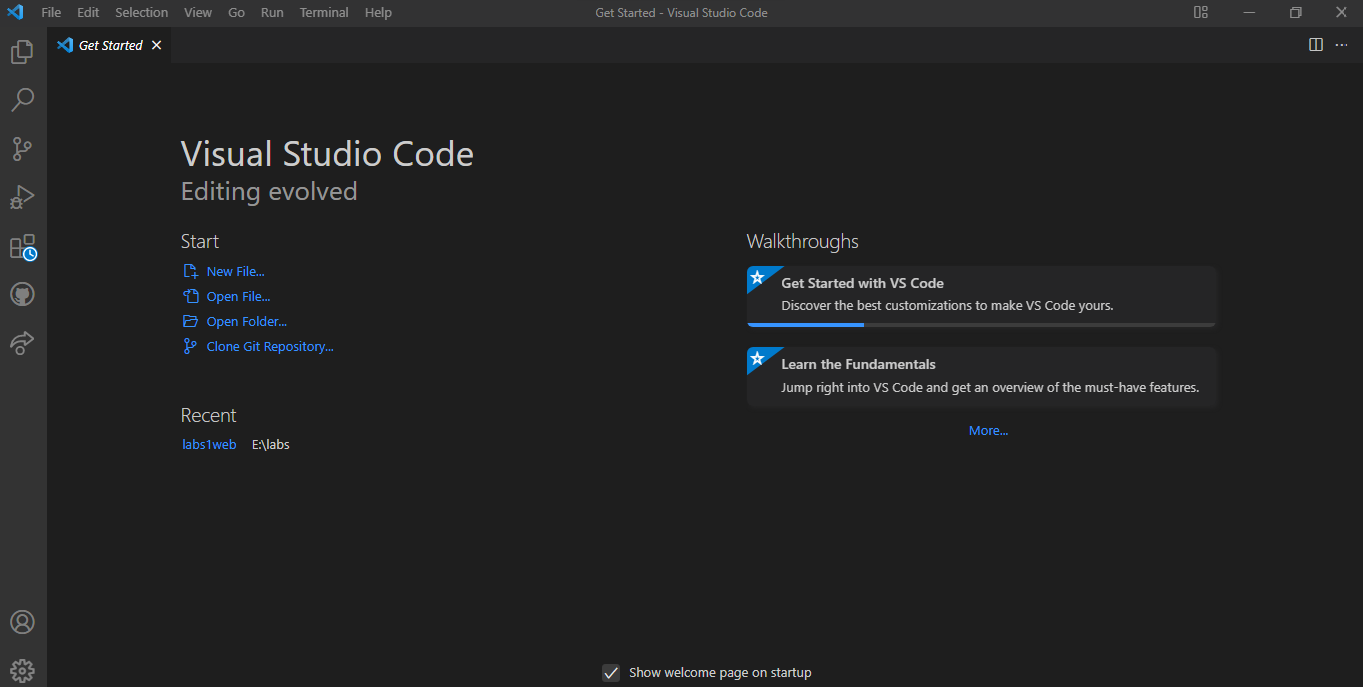 File Edit Selection View Go Run Terminal Help
Get Started - Visual Studio Code
Get Started
Visual Studio Code
Editing evolved
Start
New File...
Open File...
Open Folder...
Clone Git Repository...
Recent
labs1web E:\labs
Walkthroughs
Get Started with VS Code
Discover the best customizations to make VS Code yours.
Learn the Fundamentals
Jump right into VS Code and get an overview of the must-have features.
More...
Show welcome page on startup